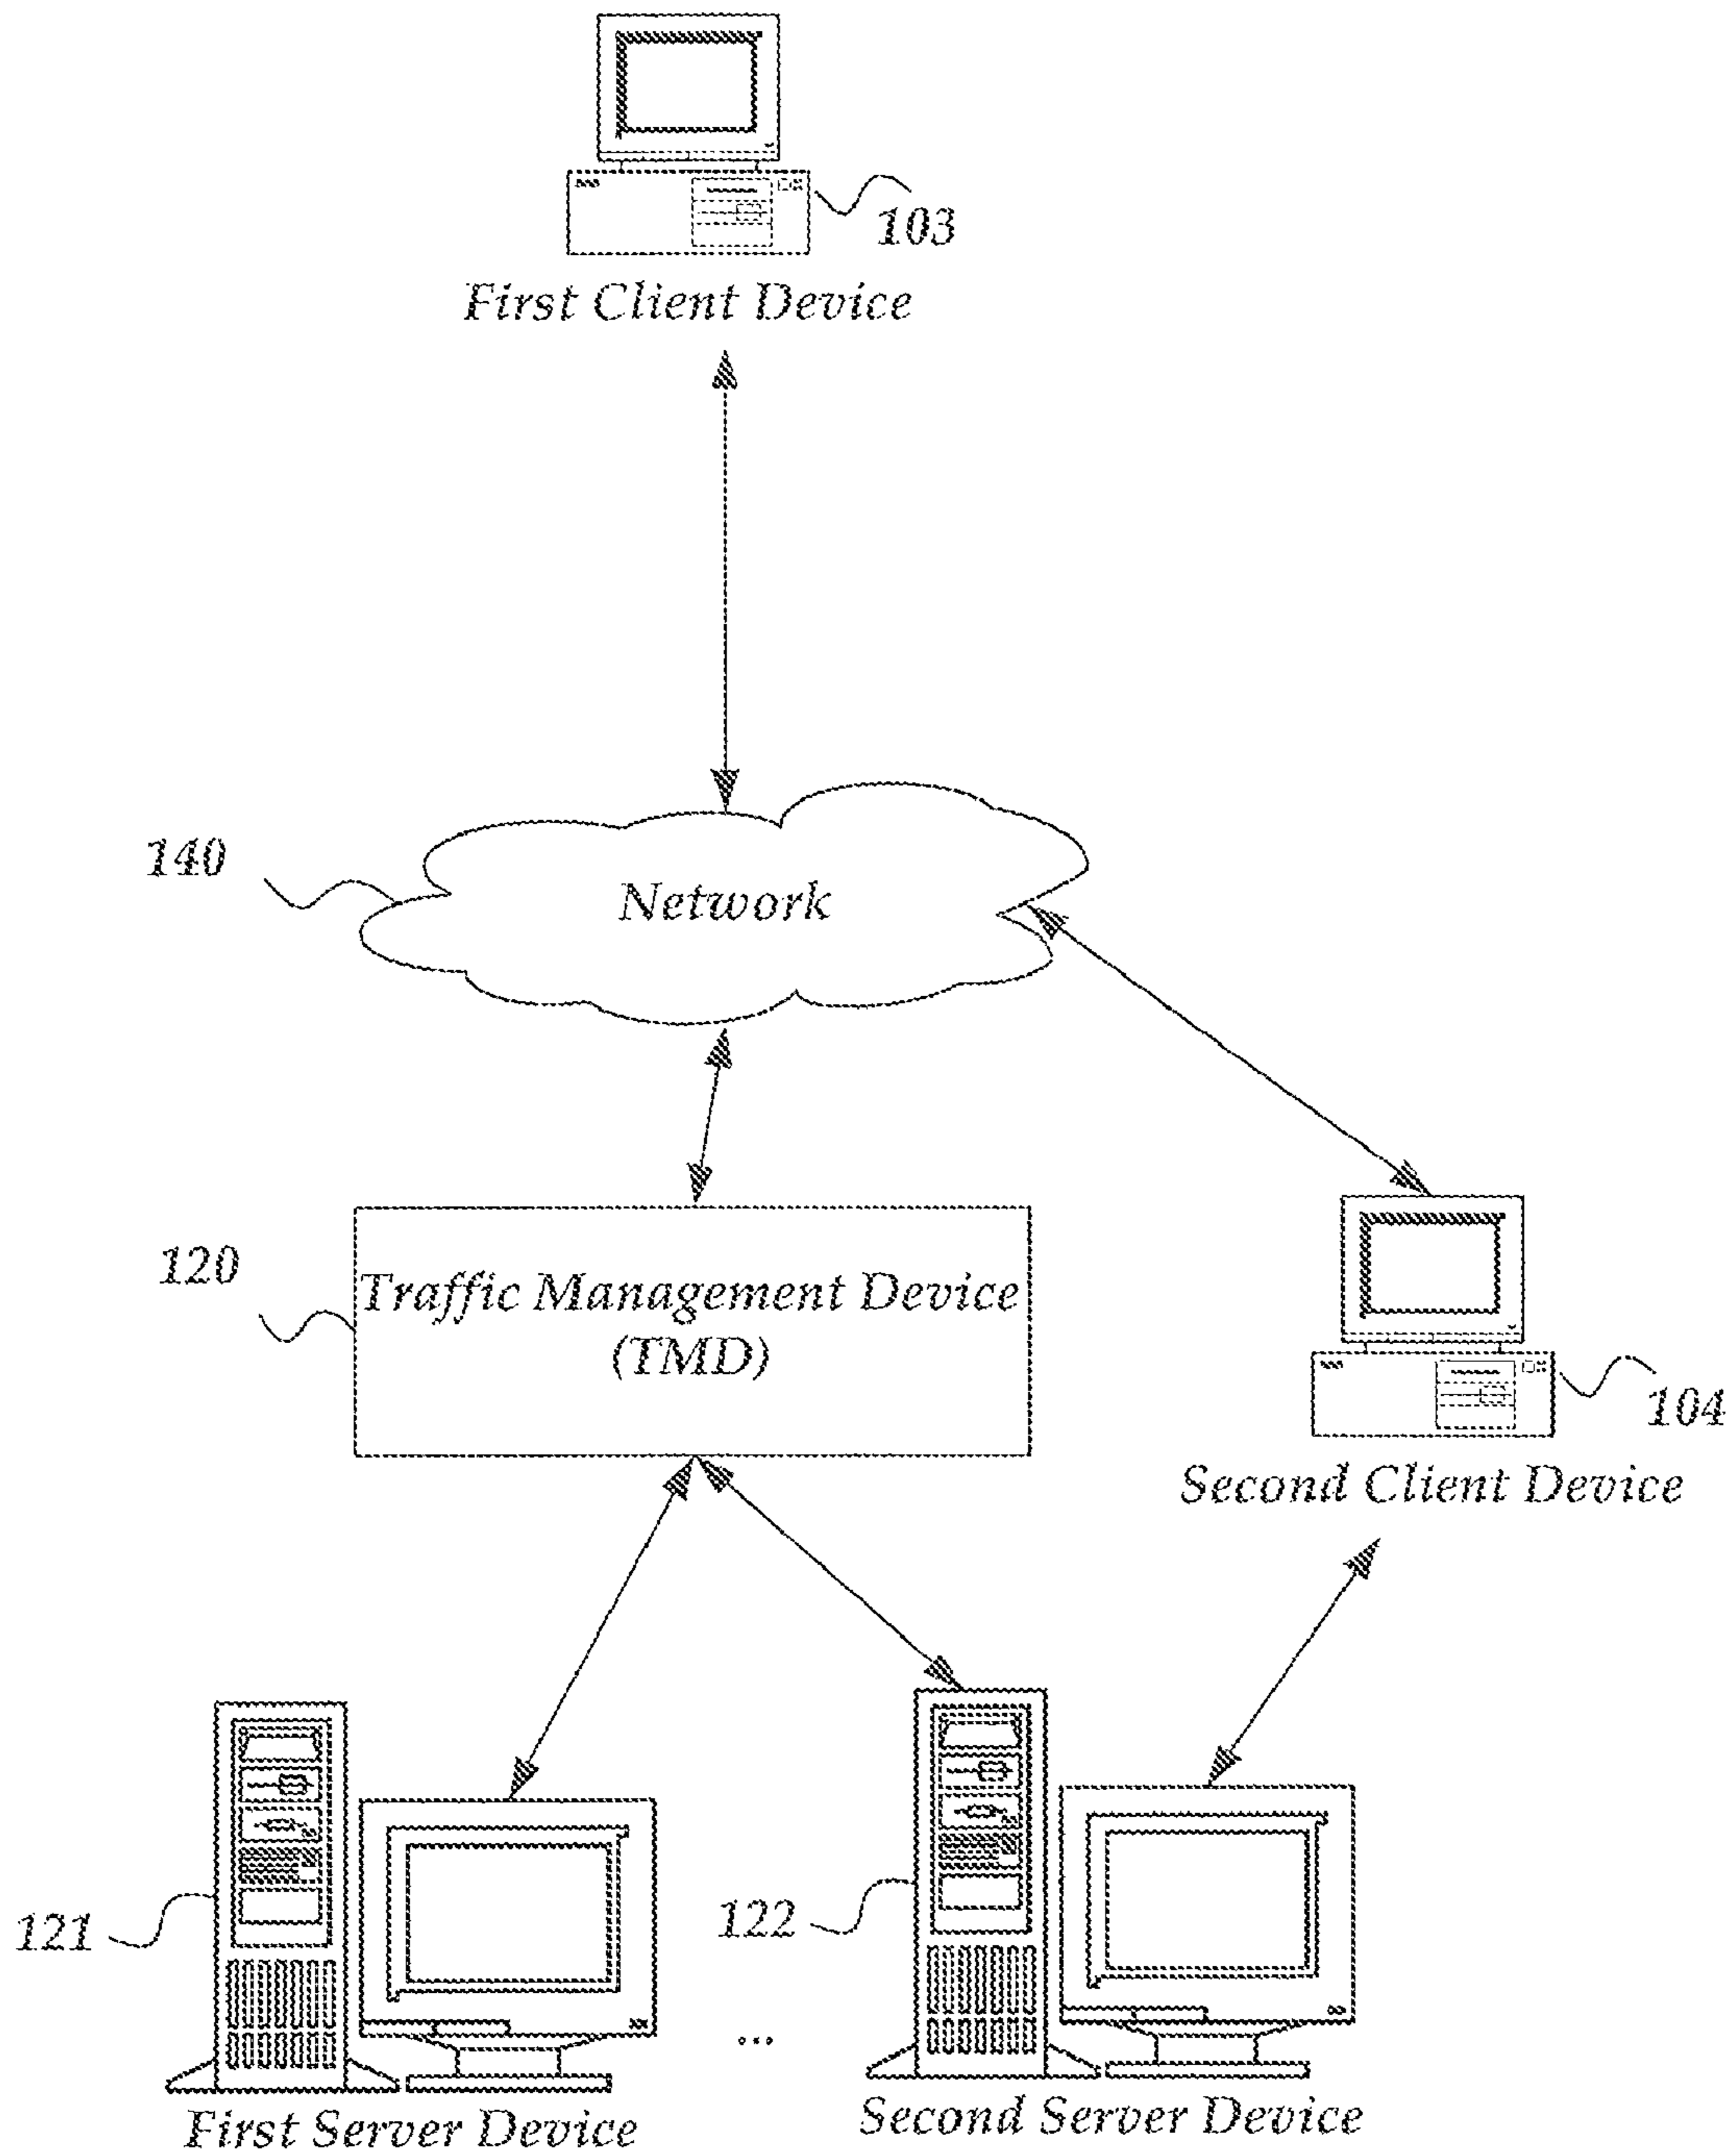 103
First Client Device
140
Network
120
Traffic Management Device
(TMD)
104
Second Client Device
121
122
...
First Server Device
Second Server Device